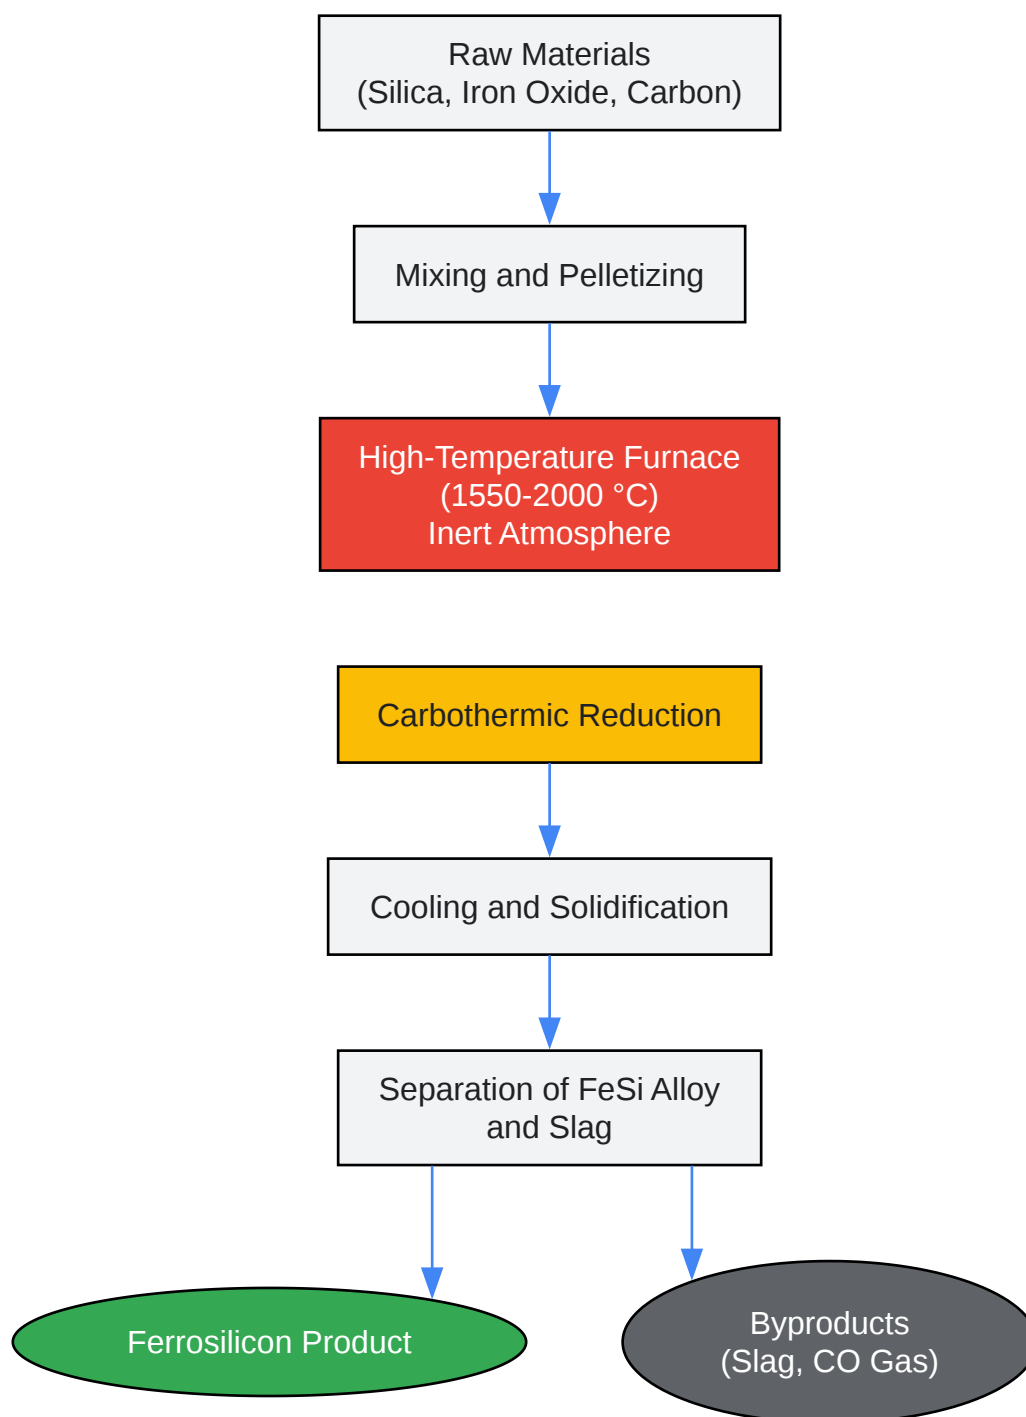 Raw Materials
(Silica, Iron Oxide, Carbon)
Mixing and Pelletizing
High-Temperature Furnace
(1550-2000 °C)
Inert Atmosphere
Carbothermic Reduction
Cooling and Solidification
Separation of FeSi Alloy
and Slag
Ferrosilicon Product
Byproducts
(Slag, CO Gas)